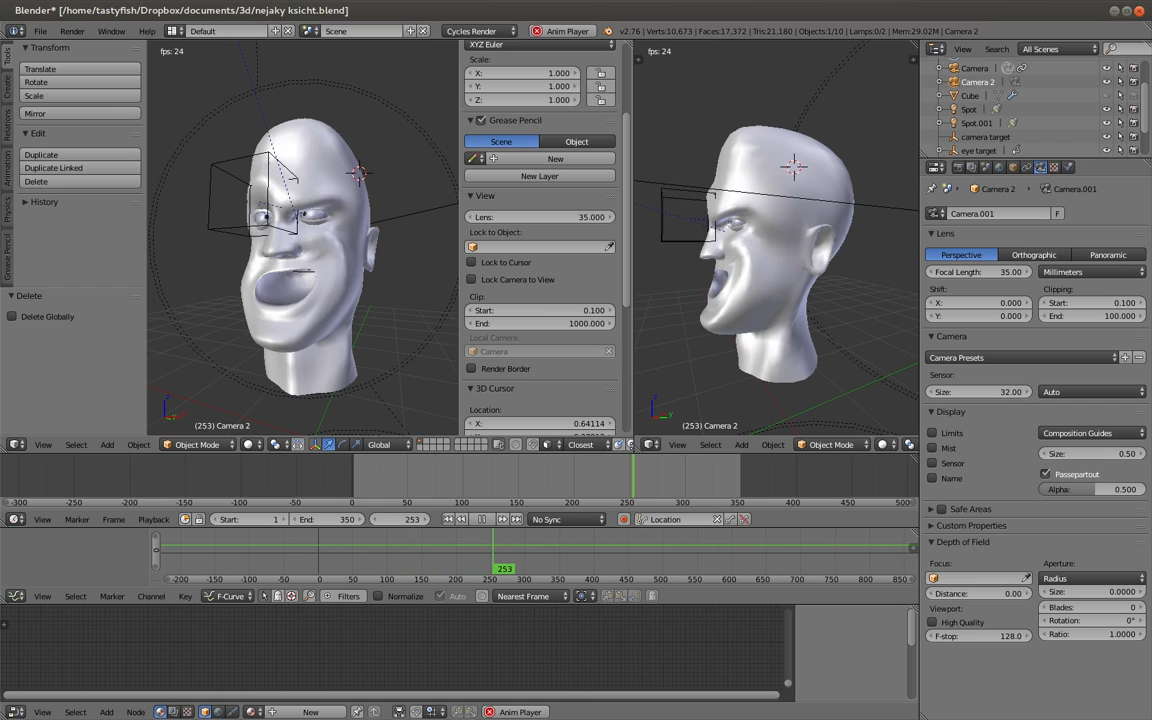 Blender* [/home/tastyfish/Dropbox/documents/3d/nejaky ksicht.blend]
File Render Window Help Default Scene Cycles Render Anim Player v2.76 | Verts:10,673 | Faces:17,372 | Tris:21,180 | Objects:1/10 | Lamps:0/2 | Mem:29.02M | Camera 2
Tools
Create
Relations
Animation
Physics
Grease Pencil
Transform
Translate
Rotate
Scale
Mirror
Edit
Duplicate
Duplicate Linked
Delete
History
Delete
Delete Globally
fps: 24
(253) Camera 2
XYZ Euler
Scale:
X: 1.000
Y: 1.000
Z: 1.000
Grease Pencil
Scene Object
New
New Layer
View
Lens: 35.000
Lock to Object:
Lock to Cursor
Lock Camera to View
Clip:
Start: 0.100
End: 1000.000
Local Camera:
Camera
Render Border
3D Cursor
Location:
X: 0.64114
fps: 24
(253) Camera 2
View Select Add Object Object Mode Global Closest
View Select Add Object Object Mode
-300 -250 -200 -150 -100 -50 0 50 100 150 200 250 300 350 400 450 500
View Marker Frame Playback Start: 1 End: 350 253 No Sync Location
253
-200 -150 -100 -50 0 50 100 150 200 250 300 350 400 450 500 550 600 650 700 750 800 850
View Select Marker Channel Key F-Curve Filters Normalize Auto Nearest Frame
View Select Add Node New Anim Player
View Search All Scenes
Camera
Camera 2
Cube
Spot
Spot.001
camera target
eye target
Camera 2 Camera.001
Camera.001 F
Lens
Perspective Orthographic Panoramic
Focal Length: 35.00 Millimeters
Shift: Clipping:
X: 0.000 Start: 0.100
Y: 0.000 End: 100.000
Camera
Camera Presets
Sensor:
Size: 32.00 Auto
Display
Limits Composition Guides
Mist Size: 0.50
Sensor Passepartout
Name Alpha: 0.500
Safe Areas
Custom Properties
Depth of Field
Focus: Aperture:
Radius
Distance: 0.00 Size: 0.0000
Viewport: Blades: 0
High Quality Rotation: 0°
F-stop: 128.0 Ratio: 1.0000